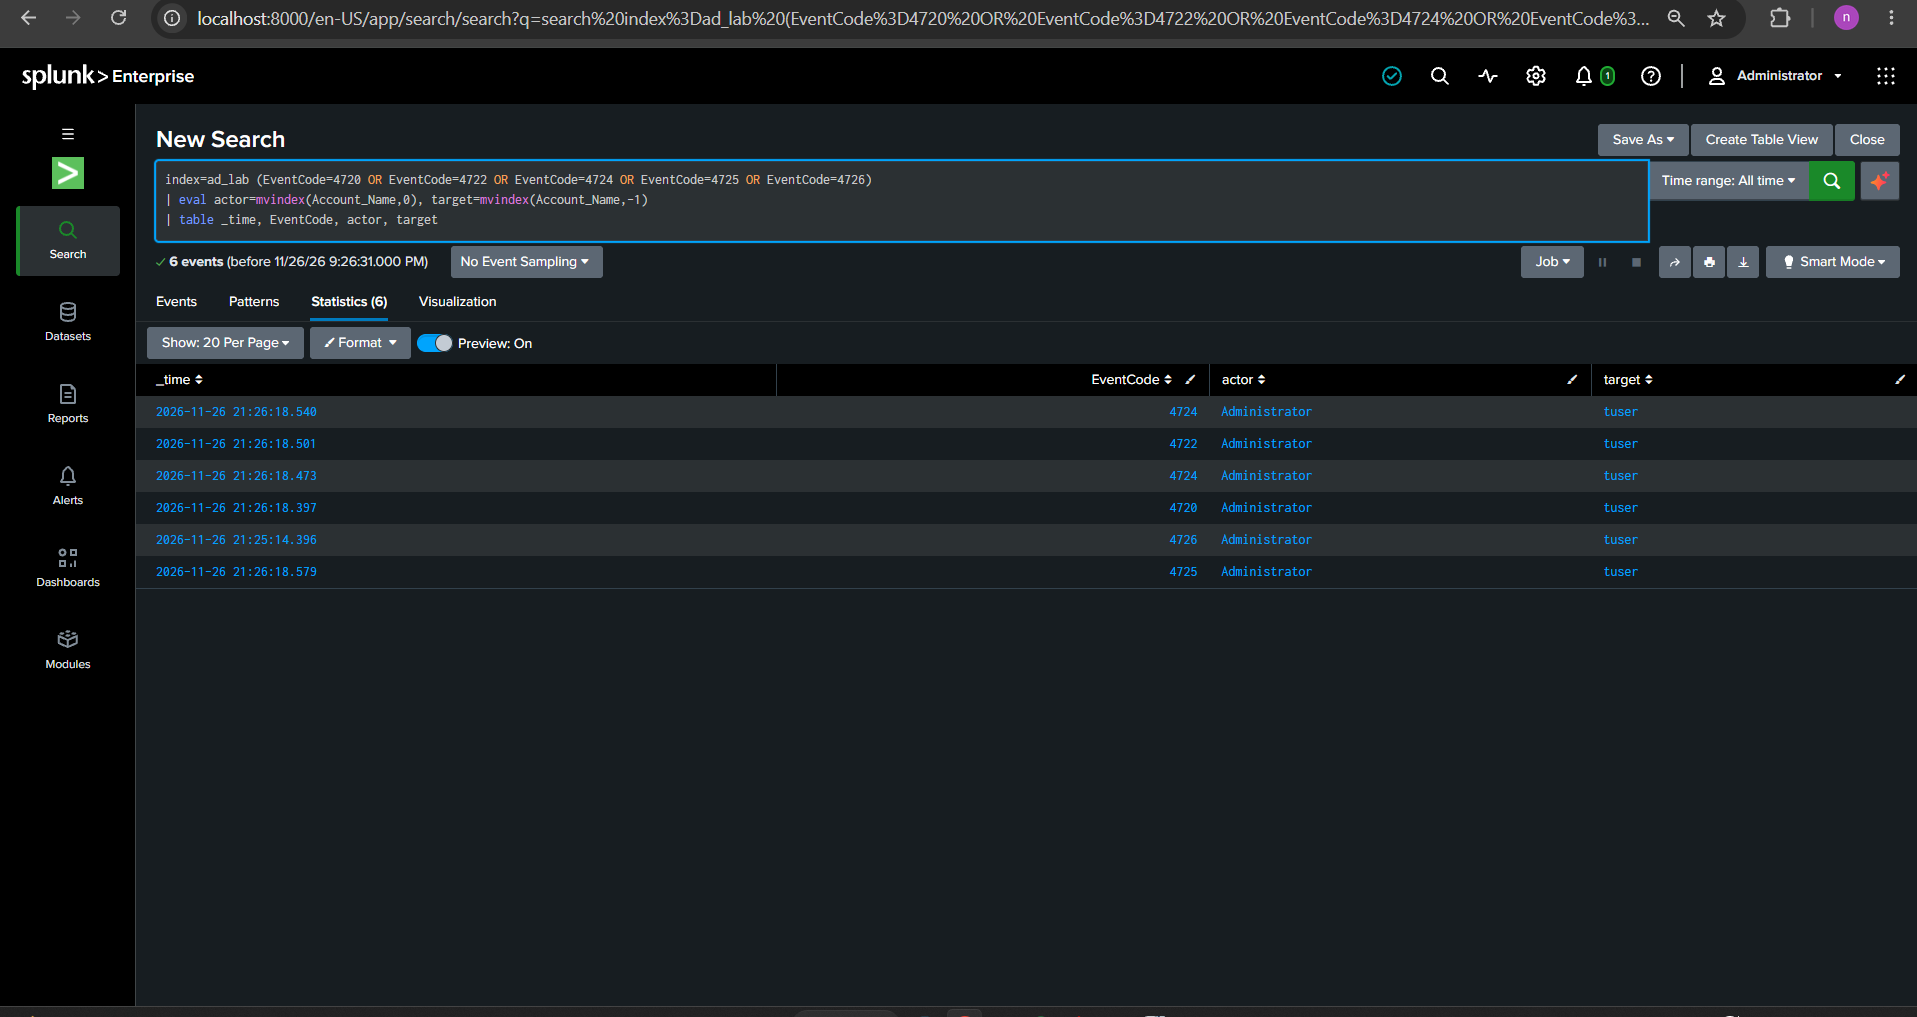 localhost:8000/en-US/app/search/search?q=search%20index%3Dad_lab%20(EventCode%3D4720%20OR%20EventCode%3D4722%20OR%20EventCode%3D4724%20OR%20EventCode%3...
n
splunk> Enterprise
1
Administrator
New Search
Save As
Create Table View
Close
index=ad_lab (EventCode=4720 OR EventCode=4722 OR EventCode=4724 OR EventCode=4725 OR EventCode=4726)
| eval actor=mvindex(Account_Name,0), target=mvindex(Account_Name,-1)
| table _time, EventCode, actor, target
Time range: All time
Search
Datasets
Reports
Alerts
Dashboards
Modules
6 events (before 11/26/26 9:26:31.000 PM)
No Event Sampling
Job
Smart Mode
Events Patterns Statistics (6) Visualization
Show: 20 Per Page
Format
Preview: On
_time EventCode actor target
2026-11-26 21:26:18.540 4724 Administrator tuser
2026-11-26 21:26:18.501 4722 Administrator tuser
2026-11-26 21:26:18.473 4724 Administrator tuser
2026-11-26 21:26:18.397 4720 Administrator tuser
2026-11-26 21:25:14.396 4726 Administrator tuser
2026-11-26 21:26:18.579 4725 Administrator tuser